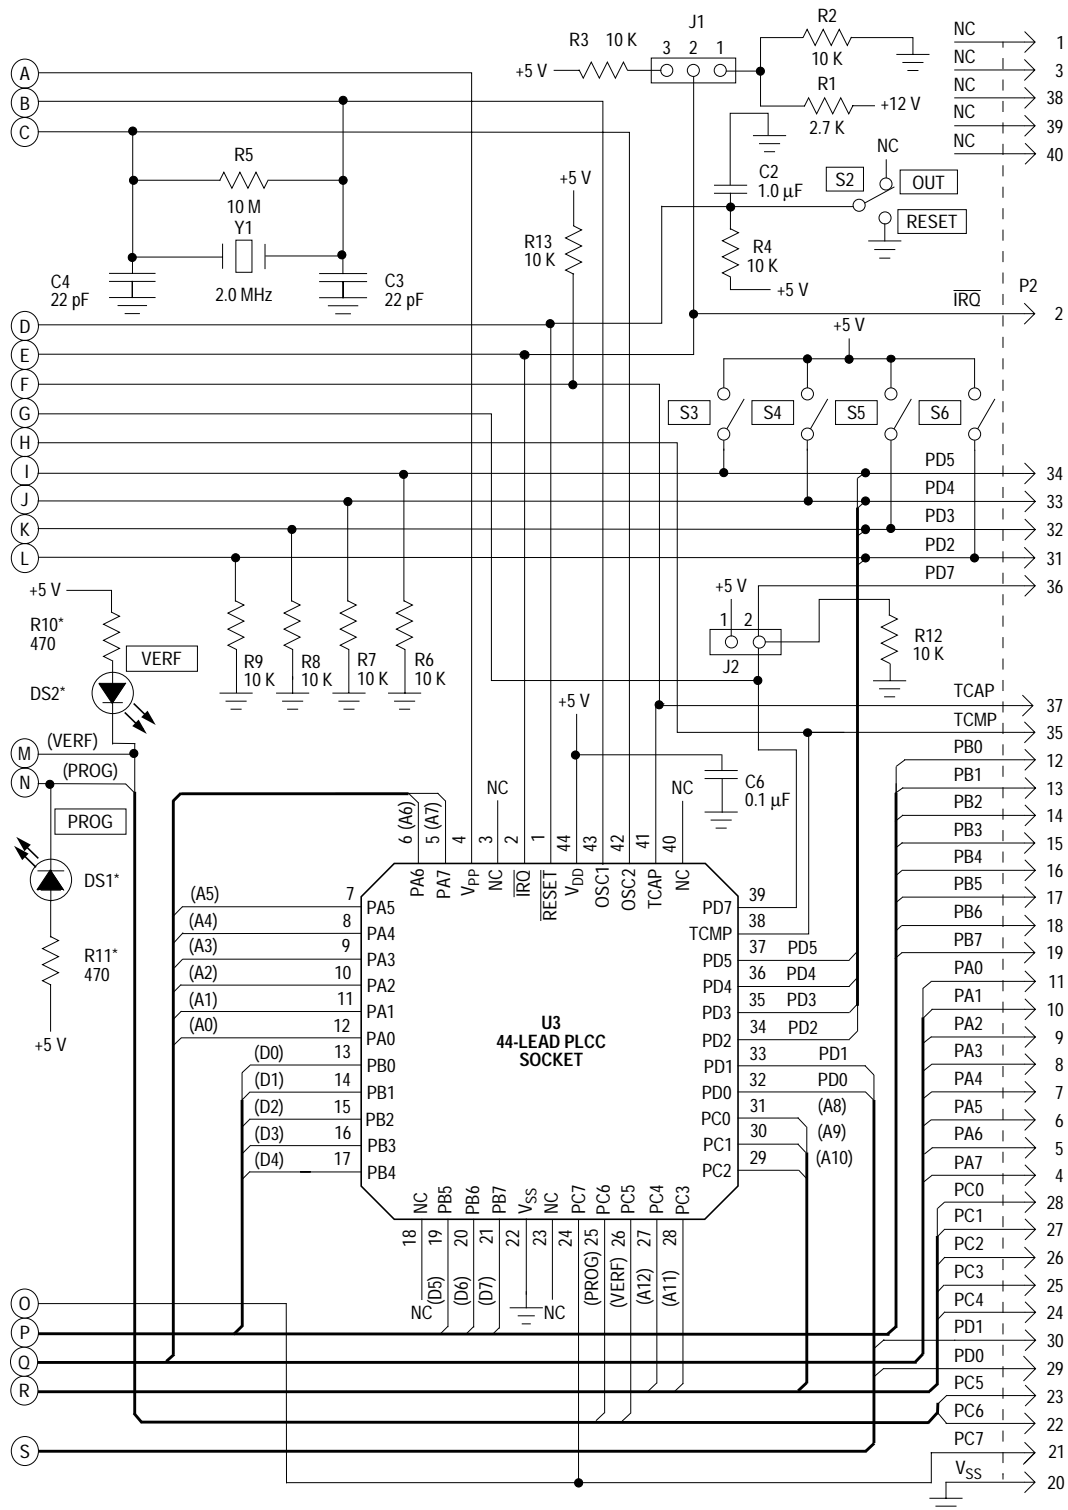 J1
3 2 1
R3 10 K
+5 V
R2
10 K
R1
2.7 K
+12 V
NC 1
NC 3
NC 38
NC 39
NC 40
A
B
C
R5
10 M
Y1
2.0 MHz
C4
22 pF
C3
22 pF
+5 V
R13
10 K
C2
1.0 μF
R4
10 K
+5 V
NC
S2
OUT
RESET
P2
IRQ 2
D
E
F
G
H
I
J
K
L
+5 V
S3
S4
S5
S6
PD5 34
PD4 33
PD3 32
PD2 31
PD7 36
+5 V
R10*
470
VERF
DS2*
R9
10 K
R8
10 K
R7
10 K
R6
10 K
+5 V
1 2
J2
R12
10 K
+5 V
C6
0.1 μF
M (VERF)
N (PROG)
PROG
DS1*
R11*
470
+5 V
TCAP 37
TCMP 35
PB0 12
PB1 13
PB2 14
PB3 15
PB4 16
PB5 17
PB6 18
PB7 19
PA0 11
PA1 10
PA2 9
PA3 8
PA4 7
PA5 6
PA6 5
PA7 4
PC0 28
PC1 27
PC2 26
PC3 25
PC4 24
PD1 30
PD0 29
PC5 23
PC6 22
PC7 21
VSS 20
6 (A6) PA6
5 (A7) PA7
4 VPP
NC 3 NC
2 IRQ
1 RESET
44 VDD
43 OSC1
42 OSC2
41 TCAP
NC 40 NC
(A5) 7 PA5
(A4) 8 PA4
(A3) 9 PA3
(A2) 10 PA2
(A1) 11 PA1
(A0) 12 PA0
(D0) 13 PB0
(D1) 14 PB1
(D2) 15 PB2
(D3) 16 PB3
(D4) 17 PB4
U3
44-LEAD PLCC
SOCKET
PD7 39
TCMP 38
PD5 37 PD5
PD4 36 PD4
PD3 35 PD3
PD2 34 PD2
PD1 33 PD1
PD0 32 PD0
PC0 31 (A8)
PC1 30 (A9)
PC2 29 (A10)
NC 18 NC
PB5 19 (D5)
PB6 20 (D6)
PB7 21 (D7)
VSS 22
NC 23 NC
PC7 24
PC6 25 (PROG)
PC5 26 (VERF)
PC4 27 (A12)
PC3 28 (A11)
O
P
Q
R
S